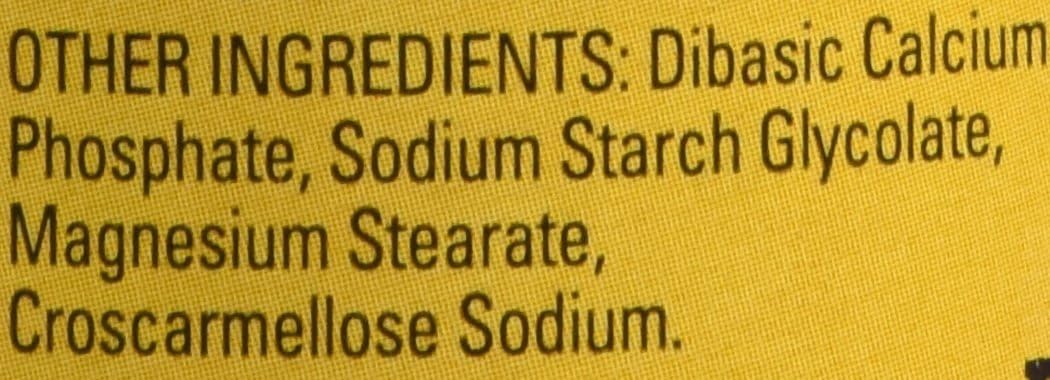 OTHER INGREDIENTS: Dibasic Calcium
Phosphate, Sodium Starch Glycolate,
Magnesium Stearate,
Croscarmellose Sodium.